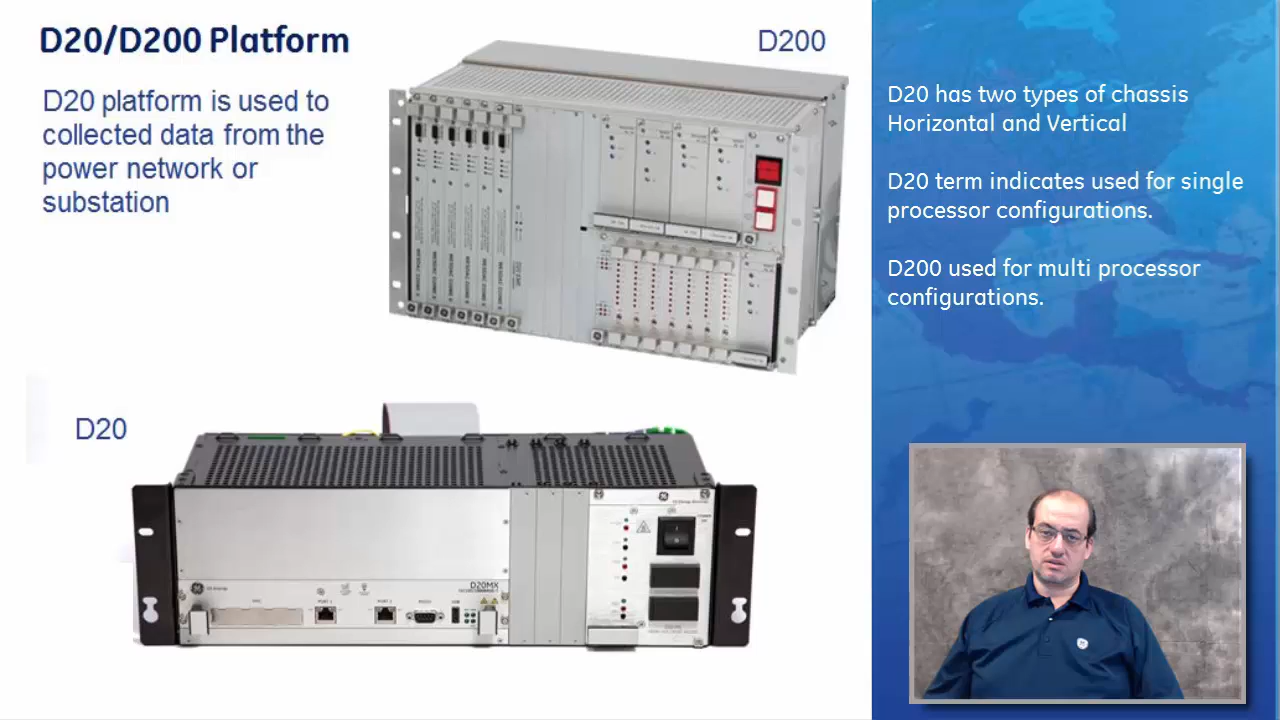 D20/D200 Platform
D200
D20 platform is used to
collected data from the
power network or
substation
D20
GE Energy
D20MX
D20 has two types of chassis
Horizontal and Vertical
D20 term indicates used for single
processor configurations.
D200 used for multi processor
configurations.